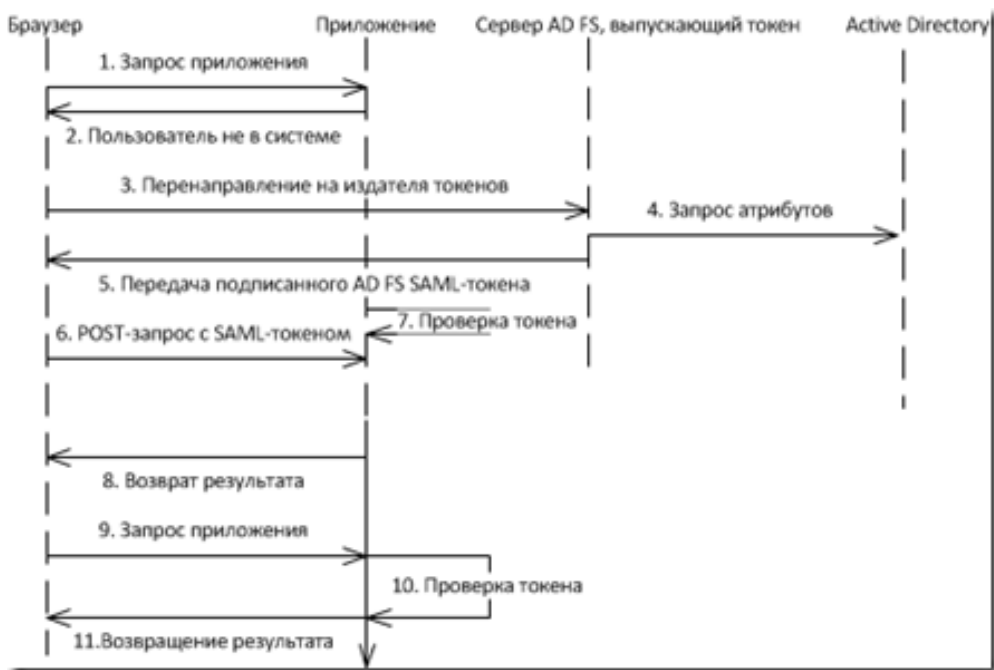 Браузер
Приложение
Сервер AD FS, выпускающий токен
Active Directory
1. Запрос приложения
2. Пользователь не в системе
3. Перенаправление на издателя токенов
4. Запрос атрибутов
5. Передача подписанного AD FS SAML-токена
6. POST-запрос с SAML-токеном
7. Проверка токена
8. Возврат результата
9. Запрос приложения
10. Проверка токена
11.Возвращение результата